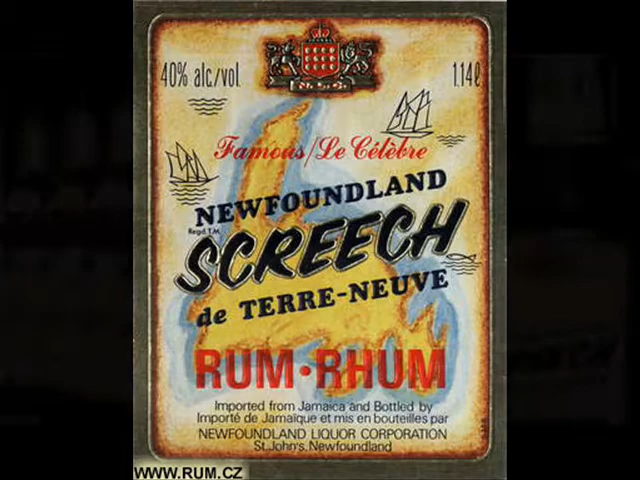 40% alc/vol
1.14ℓ
N.L.C.
Famous/Le Célèbre
NEWFOUNDLAND
Regd. T.M.
SCREECH
de TERRE-NEUVE
RUM•RHUM
Imported from Jamaica and Bottled by
Importé de Jamaïque et mis en bouteilles par
NEWFOUNDLAND LIQUOR CORPORATION
St. John's, Newfoundland
WWW.RUM.CZ